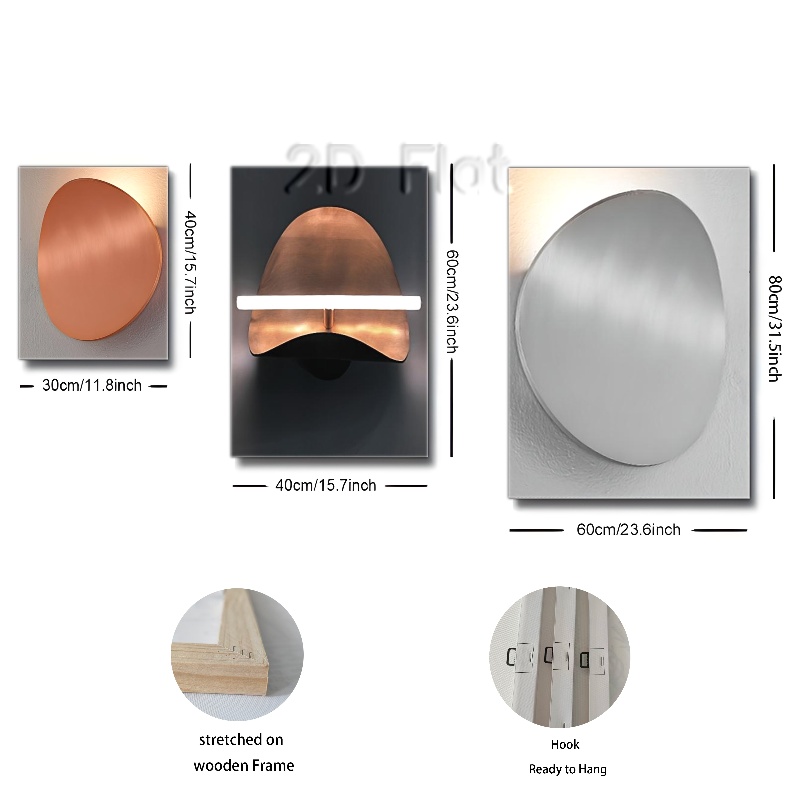 2D Flat
40cm/15.7inch
30cm/11.8inch
60cm/23.6inch
40cm/15.7inch
80cm/31.5inch
60cm/23.6inch
stretched on
wooden Frame
Hook
Ready to Hang